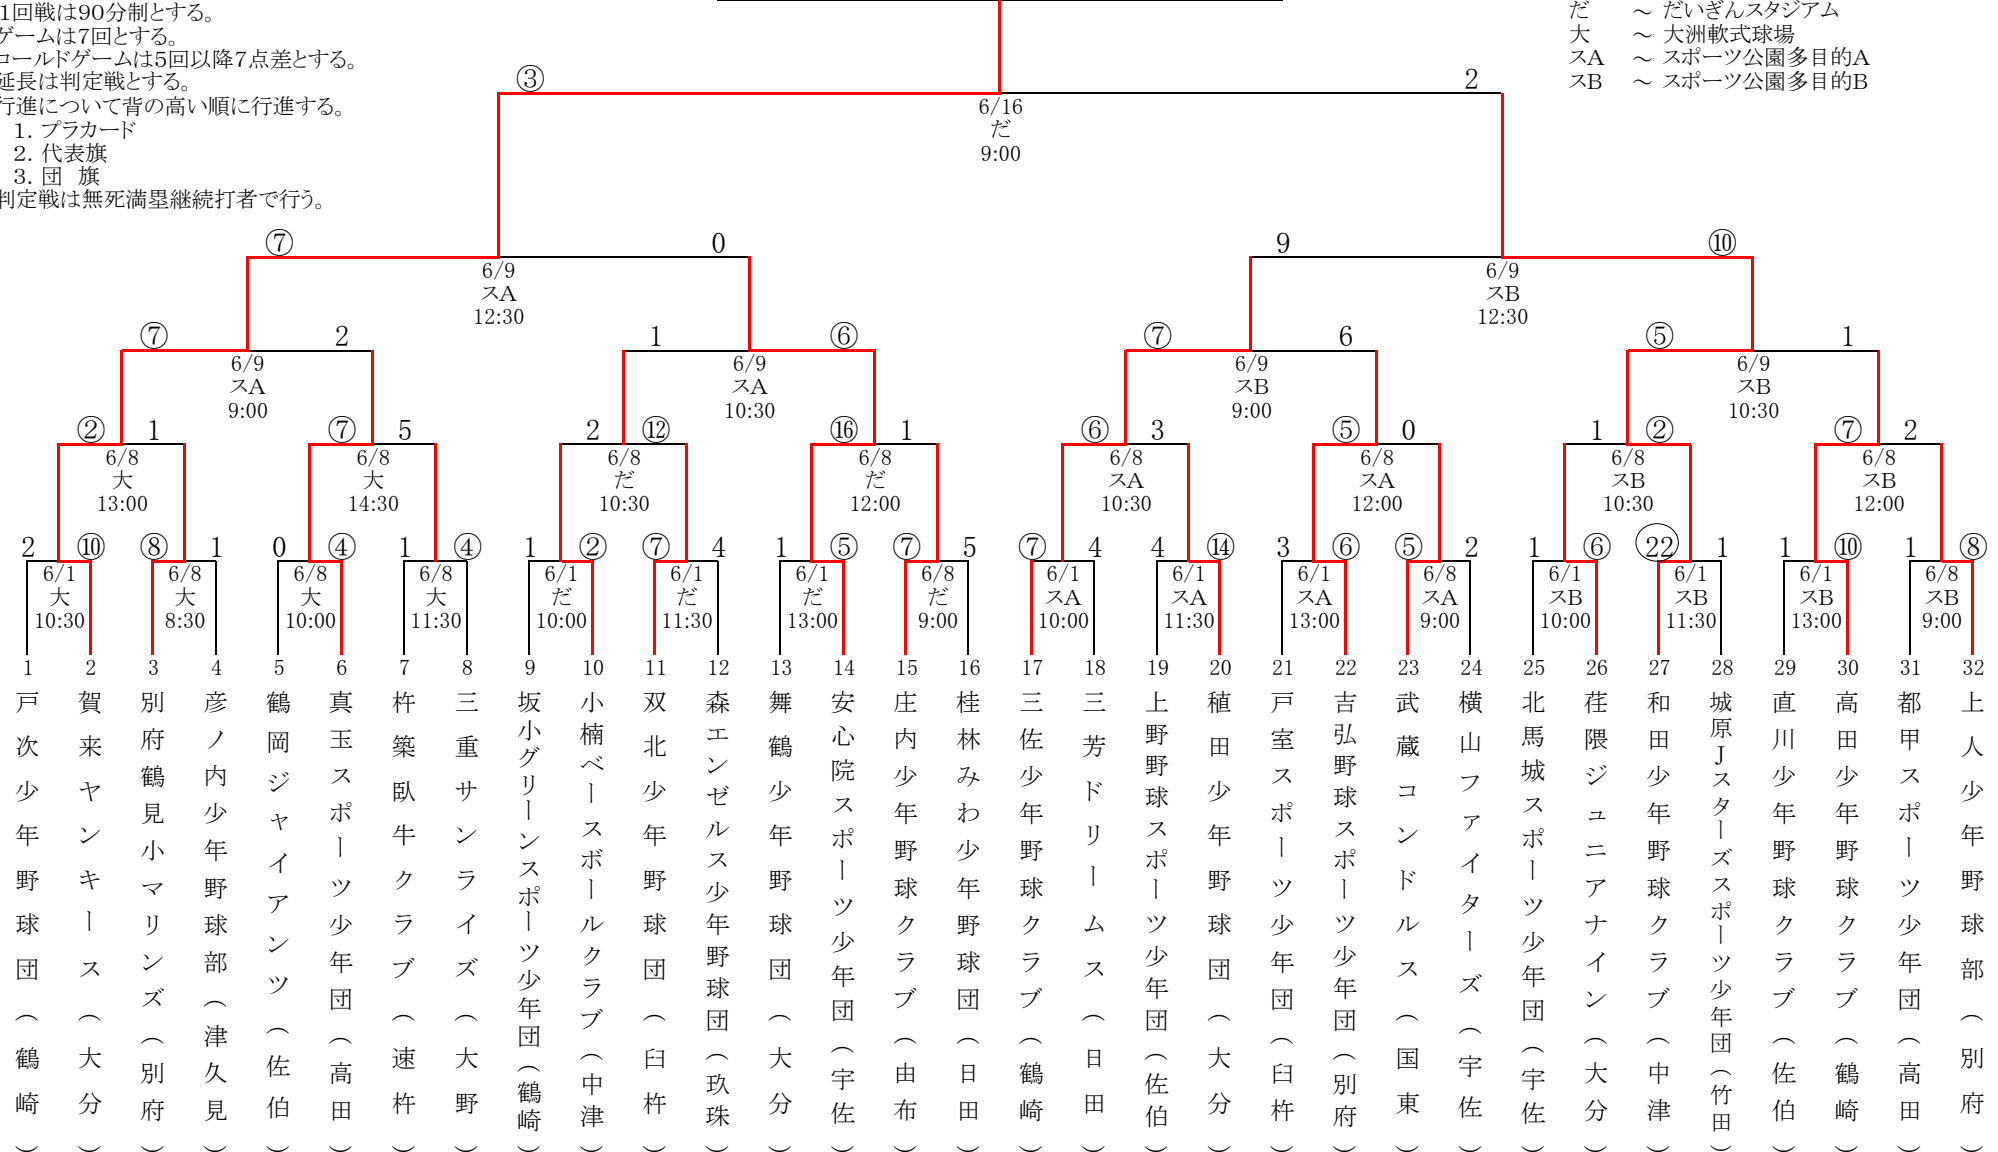 1回戦は90分制とする。
ゲームは7回とする。
コールドゲームは5回以降7点差とする。
延長は判定戦とする。
行進について背の高い順に行進する。
1. プラカード
2. 代表旗
3. 団 旗
判定戦は無死満塁継続打者で行う。
だ ～ だいぎんスタジアム
大 ～ 大洲軟式球場
スA ～ スポーツ公園多目的A
スB ～ スポーツ公園多目的B
③ 2
6/16
だ
9:00
⑦ 0 9 ⑩
6/9 6/9
スA スB
12:30 12:30
⑦ 2 1 ⑥ ⑦ 6 ⑤ 1
6/9 6/9 6/9 6/9
スA スA スB スB
9:00 10:30 9:00 10:30
② 1 ⑦ 5 2 ⑫ ⑯ 1 ⑥ 3 ⑤ 0 1 ② ⑦ 2
6/8 6/8 6/8 6/8 6/8 6/8 6/8 6/8
大 大 だ だ スA スA スB スB
13:00 14:30 10:30 12:00 10:30 12:00 10:30 12:00
2 ⑩ ⑧ 1 0 ④ 1 ④ 1 ② ⑦ 4 1 ⑤ ⑦ 5 ⑦ 4 4 ⑭ 3 ⑥ ⑤ 2 1 ⑥ ㉒ 1 1 ⑩ 1 ⑧
6/1 6/8 6/8 6/8 6/1 6/1 6/1 6/8 6/1 6/1 6/1 6/8 6/1 6/1 6/1 6/8
大 大 大 大 だ だ だ だ スA スA スA スA スB スB スB スB
10:30 8:30 10:00 11:30 10:00 11:30 13:00 9:00 10:00 11:30 13:00 9:00 10:00 11:30 13:00 9:00
1 戸次少年野球団（鶴崎）
2 賀来ヤンキース（大分）
3 別府鶴見小マリンズ（別府）
4 彦ノ内少年野球部（津久見）
5 鶴岡ジャイアンツ（佐伯）
6 真玉スポーツ少年団（高田）
7 杵築臥牛クラブ（速杵）
8 三重サンライズ（大野）
9 坂小グリーンスポーツ少年団（鶴崎）
10 小楠ベースボールクラブ（中津）
11 双北少年野球団（臼杵）
12 森エンゼルス少年野球団（玖珠）
13 舞鶴少年野球団（大分）
14 安心院スポーツ少年団（宇佐）
15 庄内少年野球クラブ（由布）
16 桂林みわ少年野球団（日田）
17 三佐少年野球クラブ（鶴崎）
18 三芳ドリームス（日田）
19 上野野球スポーツ少年団（佐伯）
20 稙田少年野球団（大分）
21 戸室スポーツ少年団（臼杵）
22 吉弘野球スポーツ少年団（別府）
23 武蔵コンドルス（国東）
24 横山ファイターズ（宇佐）
25 北馬城スポーツ少年団（宇佐）
26 荏隈ジュニアナイン（大分）
27 和田少年野球クラブ（中津）
28 城原Jスターズスポーツ少年団（竹田）
29 直川少年野球クラブ（佐伯）
30 高田少年野球クラブ（鶴崎）
31 都甲スポーツ少年団（高田）
32 上人少年野球部（別府）